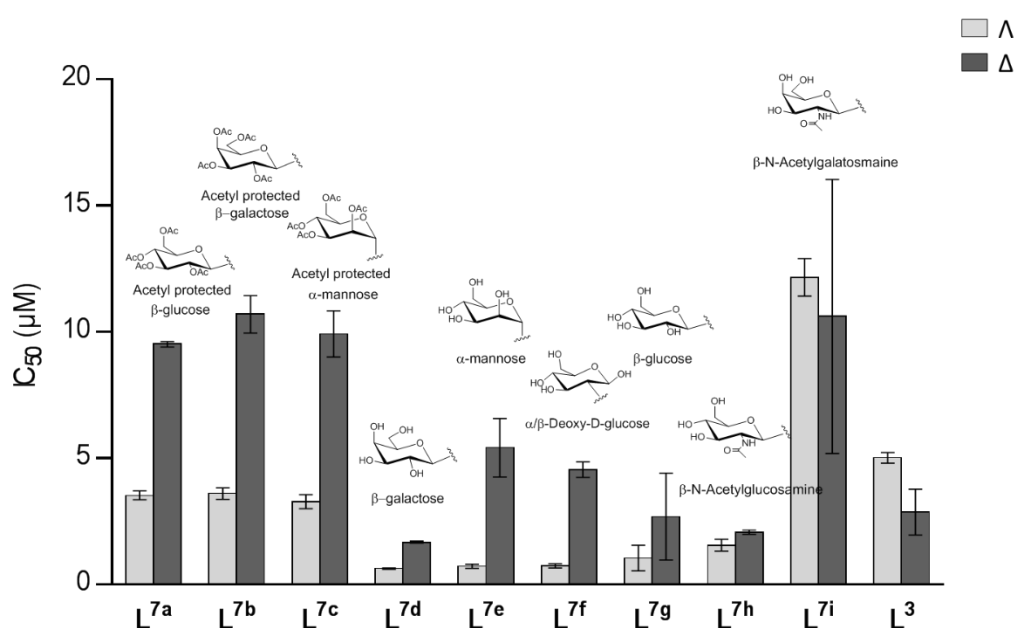 Λ
Δ
IC₅₀ (µM)
20
15
10
5
0
OAc
AcO
AcO
OAc
O
Acetyl protected
β-glucose
OAc
OAc
O
AcO
OAc
Acetyl protected
β–galactose
OAc
OAc
AcO
AcO
O
Acetyl protected
α-mannose
OH
OH
O
HO
OH
β–galactose
OH
OH
HO
HO
O
α-mannose
HO
HO
HO
O
OH
α/β-Deoxy-D-glucose
OH
HO
HO
OH
O
β-glucose
OH
HO
HO
O
NH
O
β-N-Acetylglucosamine
OH
OH
O
HO
NH
O
β-N-Acetylgalatosmaine
L⁷ᵃ
L⁷ᵇ
L⁷ᶜ
L⁷ᵈ
L⁷ᵉ
L⁷ᶠ
L⁷ᵍ
L⁷ʰ
L⁷ⁱ
L³